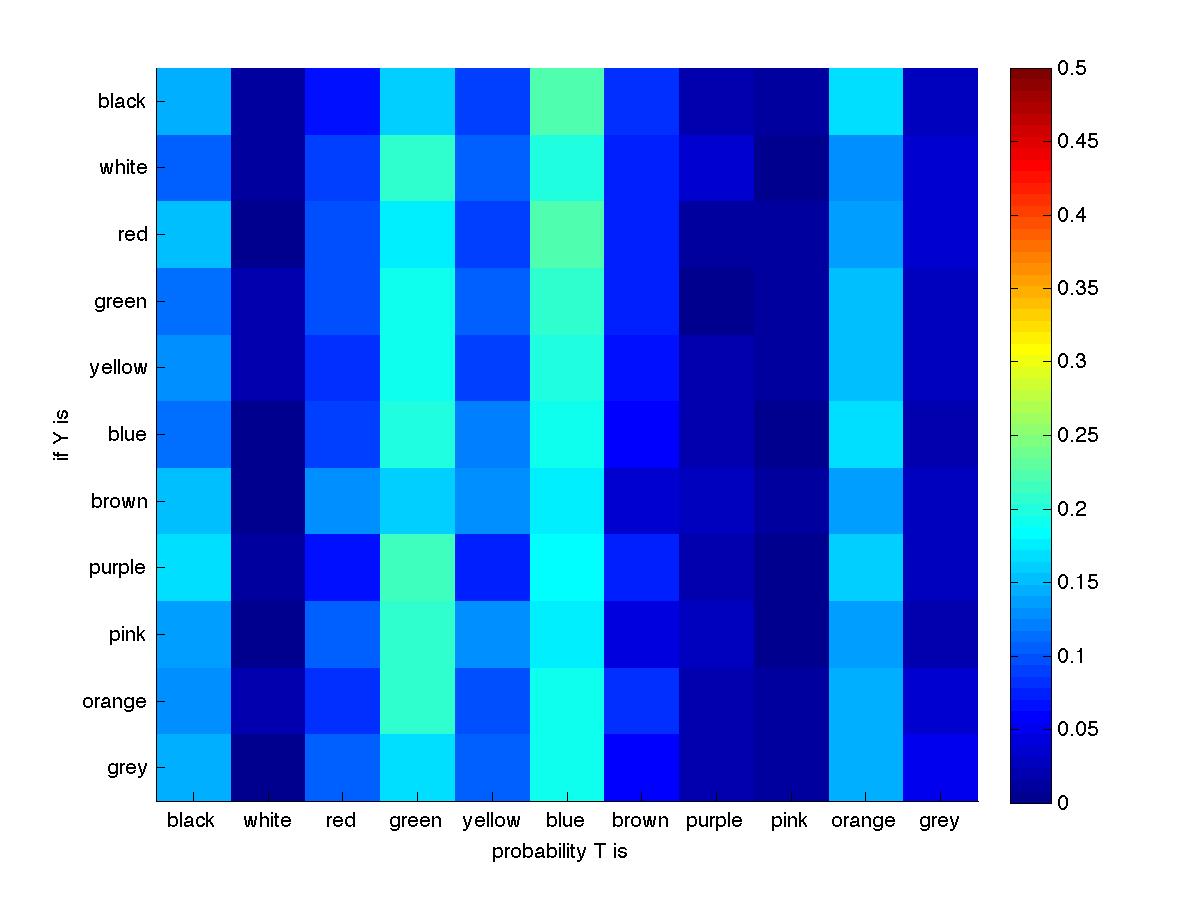 black
white
red
green
yellow
blue
brown
purple
pink
orange
grey
if Y is
black white red green yellow blue brown purple pink orange grey
probability T is
0.5
0.45
0.4
0.35
0.3
0.25
0.2
0.15
0.1
0.05
0